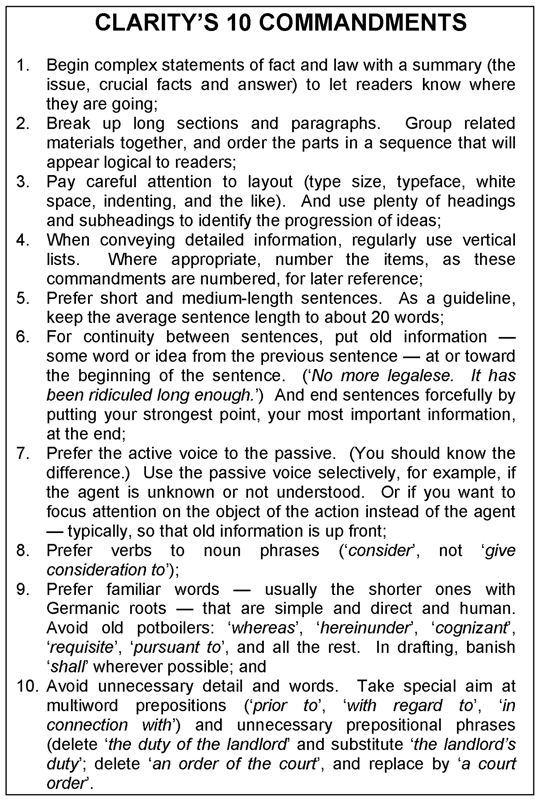 CLARITY'S 10 COMMANDMENTS
1. Begin complex statements of fact and law with a summary (the
issue, crucial facts and answer) to let readers know where
they are going;
2. Break up long sections and paragraphs. Group related
materials together, and order the parts in a sequence that will
appear logical to readers;
3. Pay careful attention to layout (type size, typeface, white
space, indenting, and the like). And use plenty of headings
and subheadings to identify the progression of ideas;
4. When conveying detailed information, regularly use vertical
lists. Where appropriate, number the items, as these
commandments are numbered, for later reference;
5. Prefer short and medium-length sentences. As a guideline,
keep the average sentence length to about 20 words;
6. For continuity between sentences, put old information —
some word or idea from the previous sentence — at or toward
the beginning of the sentence. ('No more legalese. It has
been ridiculed long enough.') And end sentences forcefully by
putting your strongest point, your most important information,
at the end;
7. Prefer the active voice to the passive. (You should know the
difference.) Use the passive voice selectively, for example, if
the agent is unknown or not understood. Or if you want to
focus attention on the object of the action instead of the agent
— typically, so that old information is up front;
8. Prefer verbs to noun phrases ('consider', not 'give
consideration to');
9. Prefer familiar words — usually the shorter ones with
Germanic roots — that are simple and direct and human.
Avoid old potboilers: 'whereas', 'hereinunder', 'cognizant',
'requisite', 'pursuant to', and all the rest. In drafting, banish
'shall' wherever possible; and
10. Avoid unnecessary detail and words. Take special aim at
multiword prepositions ('prior to', 'with regard to', 'in
connection with') and unnecessary prepositional phrases
(delete 'the duty of the landlord' and substitute 'the landlord's
duty'; delete 'an order of the court', and replace by 'a court
order'.